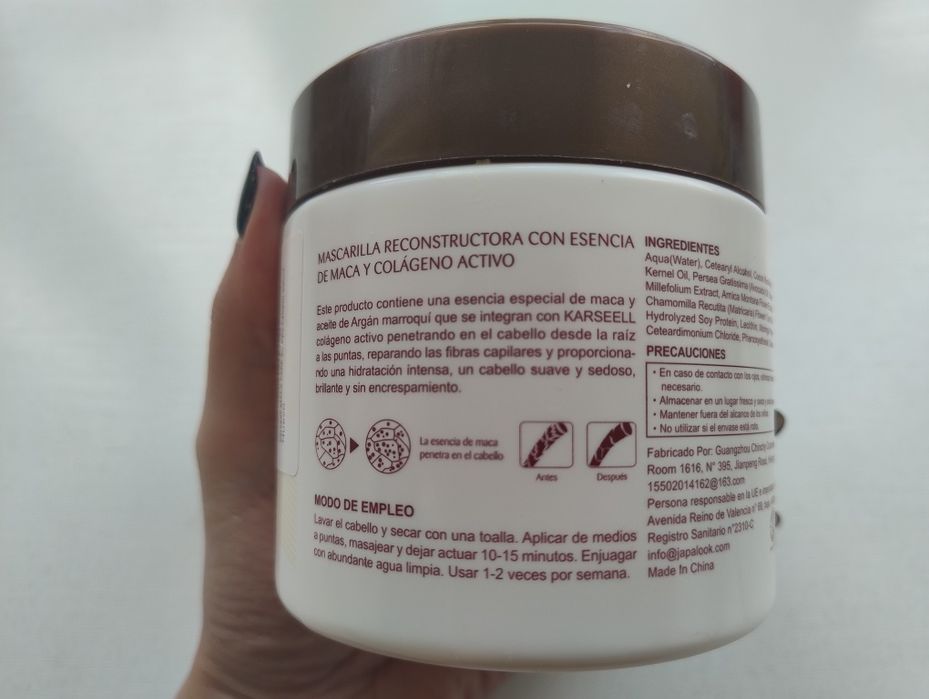 MASCARILLA RECONSTRUCTORA CON ESENCIA
DE MACA Y COLÁGENO ACTIVO
Este producto contiene una esencia especial de maca y
aceite de Argán marroquí que se integran con KARSEELL
colágeno activo penetrando en el cabello desde la raíz
a las puntas, reparando las fibras capilares y proporciona-
ndo una hidratación intensa, un cabello suave y sedoso,
brillante y sin encrespamiento.
La esencia de maca
penetra en el cabello
Antes
Después
MODO DE EMPLEO
Lavar el cabello y secar con una toalla. Aplicar de medios
a puntas, masajear y dejar actuar 10-15 minutos. Enjuagar
con abundante agua limpia. Usar 1-2 veces por semana.
INGREDIENTES
Aqua(Water), Cetearyl Alcohol,
Kernel Oil, Persea Gratissima
Millefolium Extract, Arnica Montana Flower
Chamomilla Recutita (Matricaria) Flower
Hydrolyzed Soy Protein, Lecithin,
Ceteardimonium Chloride,
PRECAUCIONES
• En caso de contacto con los ojos,
necesario.
• Almacenar en un lugar fresco y seco
• Mantener fuera del alcance de los niños
• No utilizar si el envase está roto.
Fabricado Por: Guangzhou Chinchy
Room 1616, N° 395, Jianpeng Road,
15502014162@163.com
Persona responsable en la UE
Avenida Reino de Valencia n° 69,
Registro Sanitario n°2310-C
info@japalook.com
Made In China